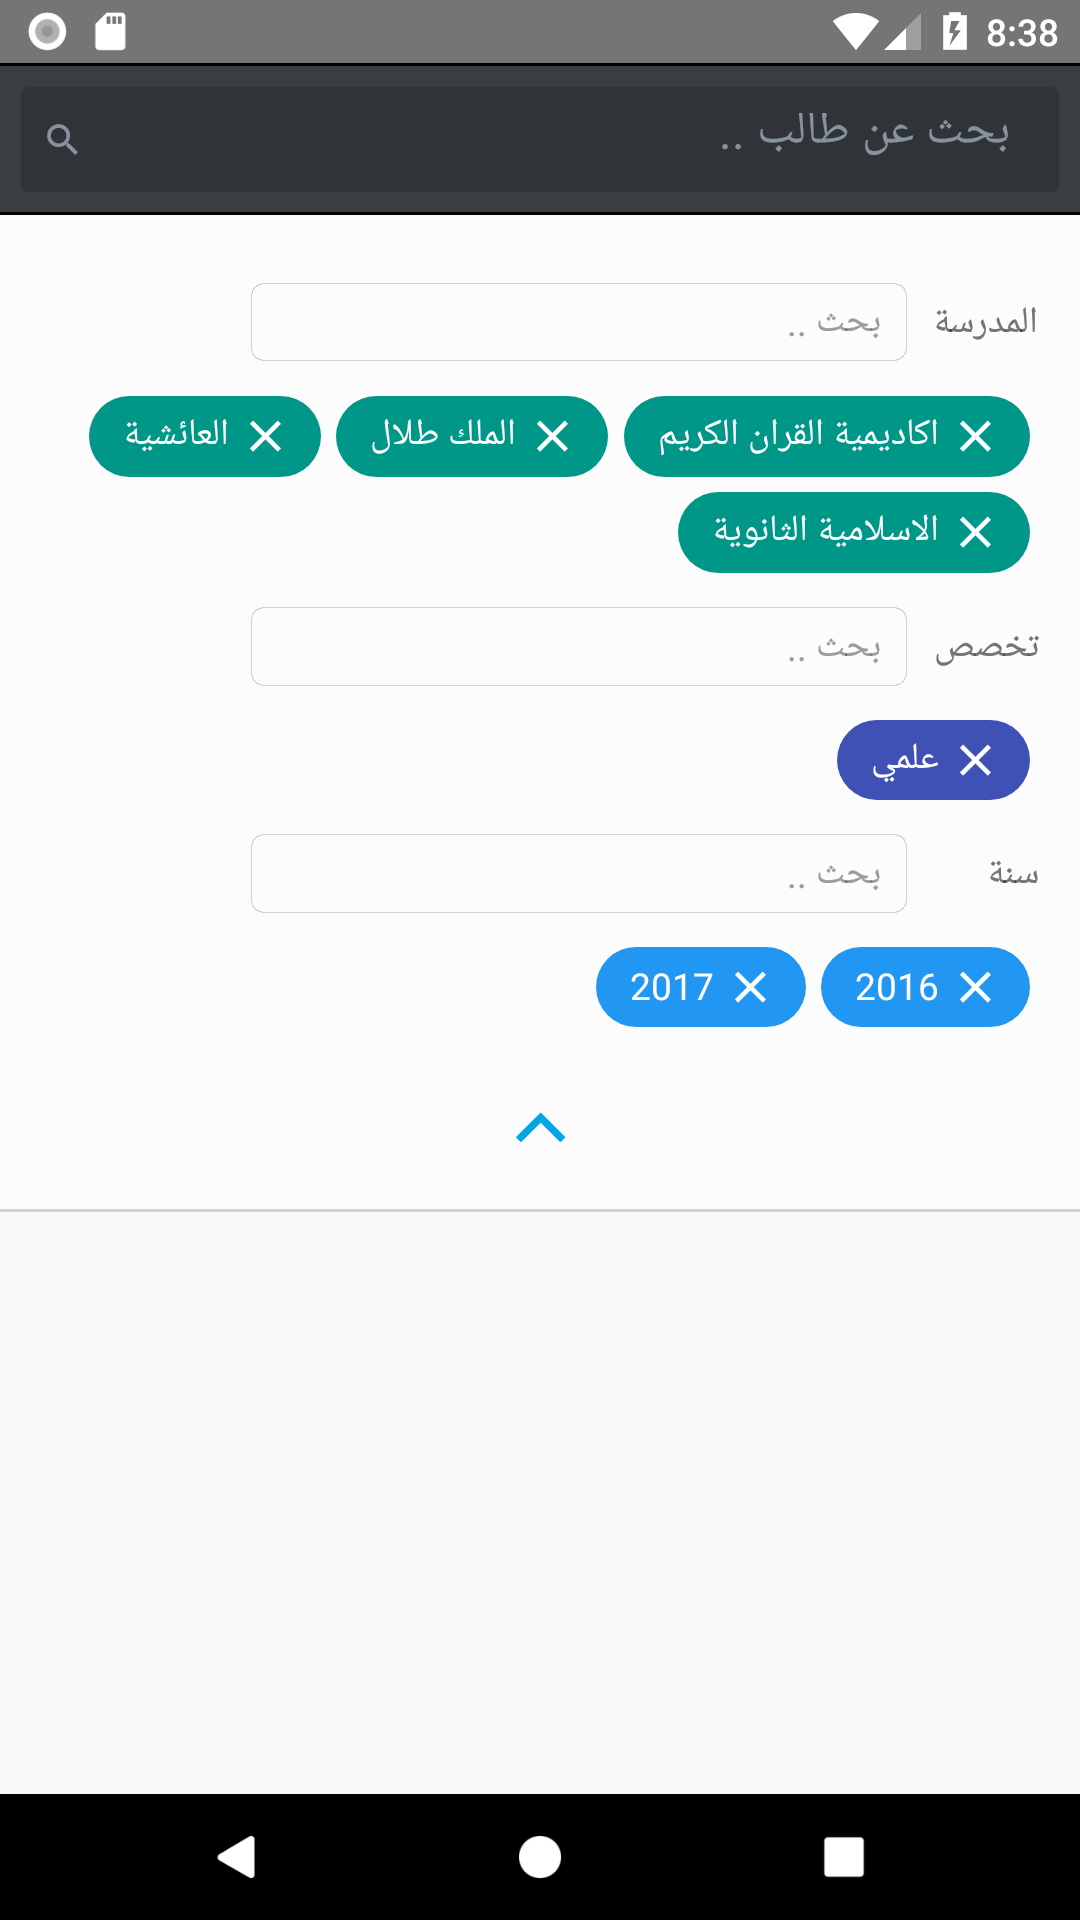 8:38
بحث عن طالب ..
المدرسة
بحث ..
اكاديمية القران الكريم
الملك طلال
العائشية
الاسلامية الثانوية
تخصص
بحث ..
علمي
سنة
بحث ..
2016
2017